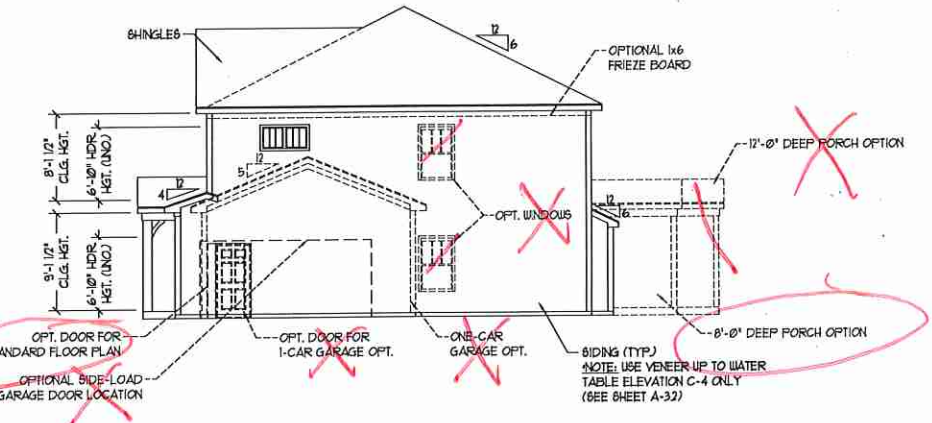 SHINGLES
12
6
OPTIONAL 1x6
FRIEZE BOARD
8'-1 1/2"
CLG. HGT.
6'-10" HDR.
HGT. (UNO.)
12
5
12
4
12'-0" DEEP PORCH OPTION
12
6
OPT. WINDOWS
9'-1 1/2"
CLG. HGT.
6'-10" HDR.
HGT. (UNO.)
OPT. DOOR FOR
ANDARD FLOOR PLAN
OPT. DOOR FOR
1-CAR GARAGE OPT.
ONE-CAR
GARAGE OPT.
8'-0" DEEP PORCH OPTION
OPTIONAL SIDE-LOAD
GARAGE DOOR LOCATION
SIDING (TYP.)
NOTE: USE VENEER UP TO WATER
TABLE ELEVATION C-4 ONLY
(SEE SHEET A-3.2)